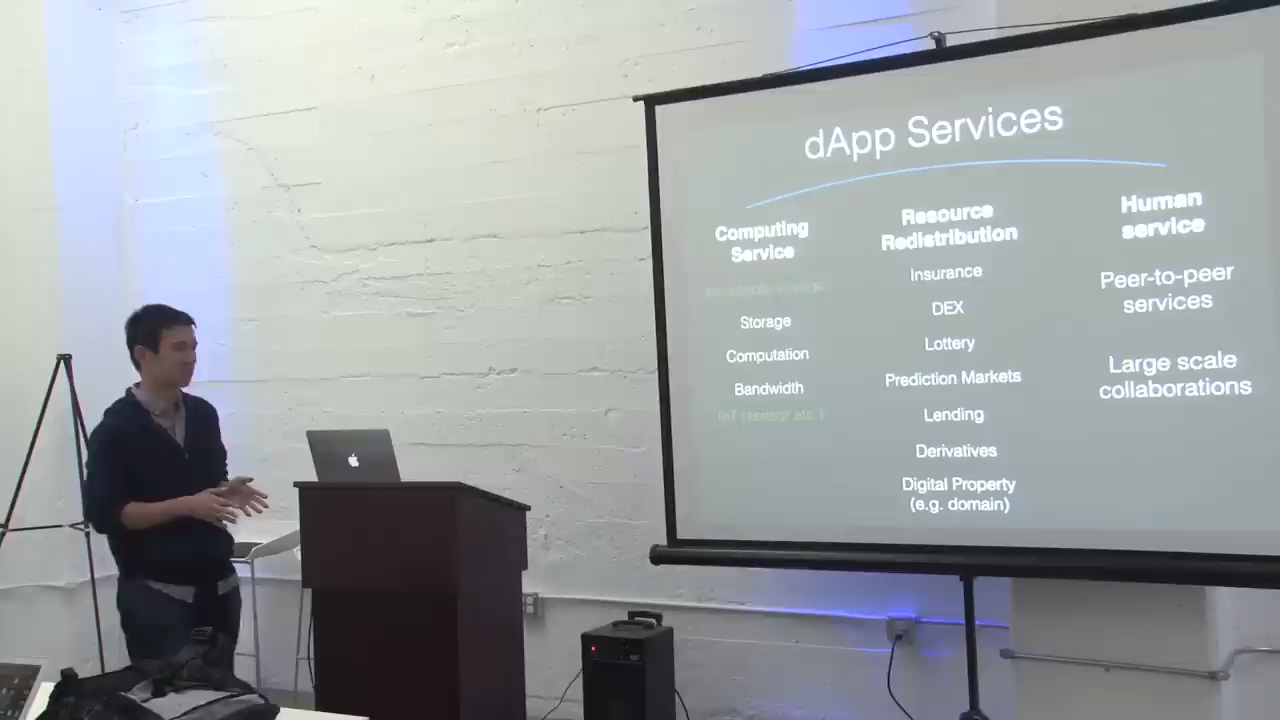 dApp Services
Computing
Service
Storage
Computation
Bandwidth
Resource
Redistribution
Insurance
DEX
Lottery
Prediction Markets
Lending
Derivatives
Digital Property
(e.g. domain)
Human
service
Peer-to-peer
services
Large scale
collaborations